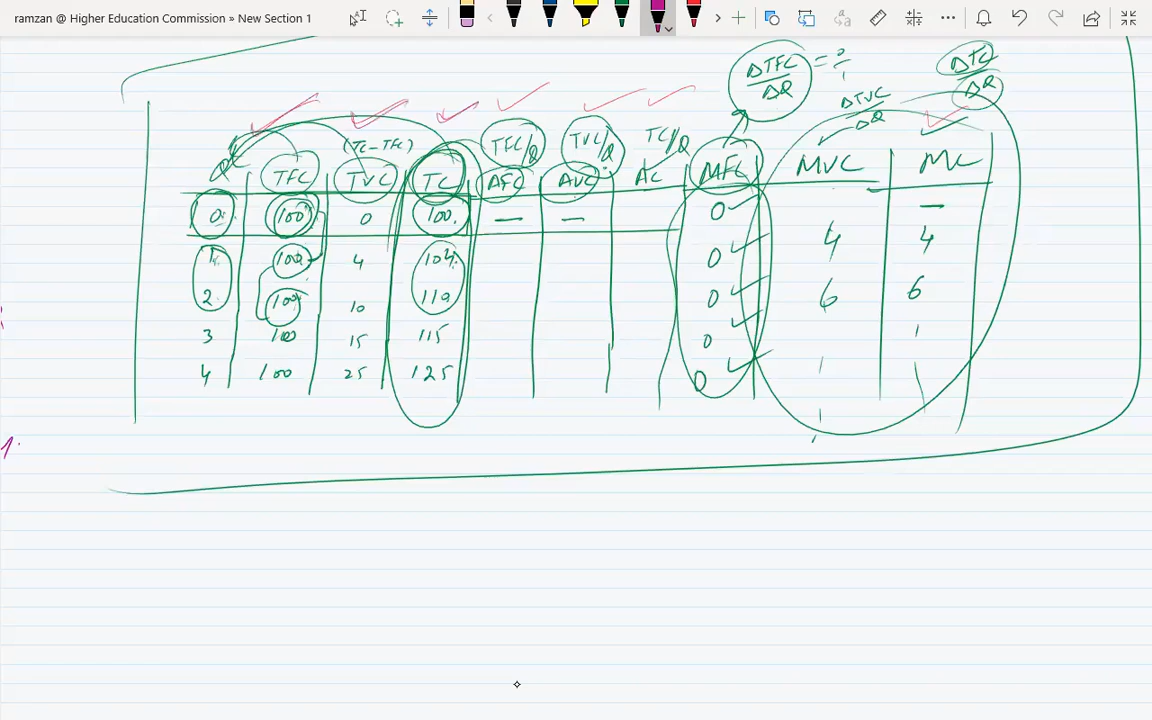 ramzan @ Higher Education Commission » New Section 1
ΔTFC/ΔQ = 0/1
ΔTC/ΔQ
ΔTVC/ΔQ
(TC-TFC) TFC/Q TVC/Q TC/Q
Q TFC TVC TC AFC AVC AC MFC MVC MC
0 100 0 100 — — 0 —
1 100 4 104 0 4 4
2 100 10 110 0 6 6
3 100 15 115 0
4 100 25 125 0